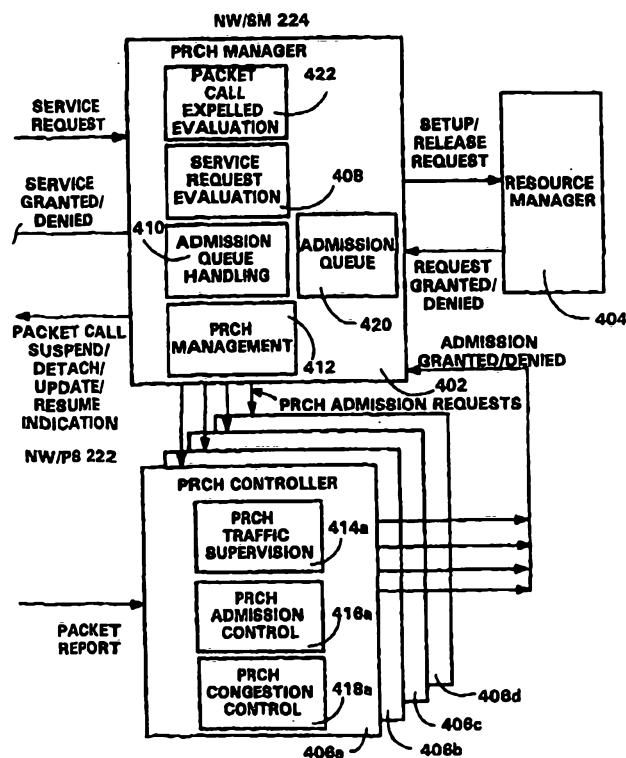 NW/SM 224
PRCH MANAGER
PACKET
CALL
EXPELLED
EVALUATION
422
SERVICE
REQUEST
SERVICE
REQUEST
EVALUATION
408
SETUP/
RELEASE
REQUEST
RESOURCE
MANAGER
404
SERVICE
GRANTED/
DENIED
410
ADMISSION
QUEUE
HANDLING
ADMISSION
QUEUE
420
REQUEST
GRANTED/
DENIED
PACKET CALL
SUSPEND/
DETACH/
UPDATE/
RESUME
INDICATION
PRCH
MANAGEMENT
412
402
ADMISSION
GRANTED/DENIED
PRCH ADMISSION REQUESTS
NW/PS 222
PRCH CONTROLLER
PRCH
TRAFFIC
SUPERVISION
414a
PACKET
REPORT
PRCH
ADMISSION
CONTROL
416a
PRCH
CONGESTION
CONTROL
418a
406a
406b
406c
406d